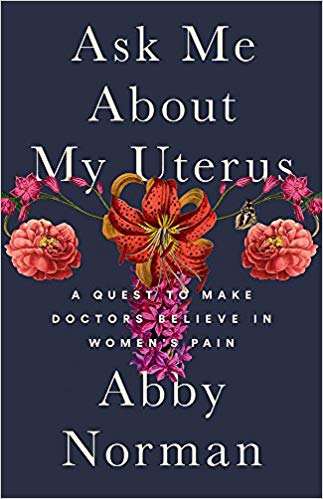 Ask Me
About
My Uterus
A QUEST TO MAKE
DOCTORS BELIEVE IN
WOMEN'S PAIN
Abby
Norman